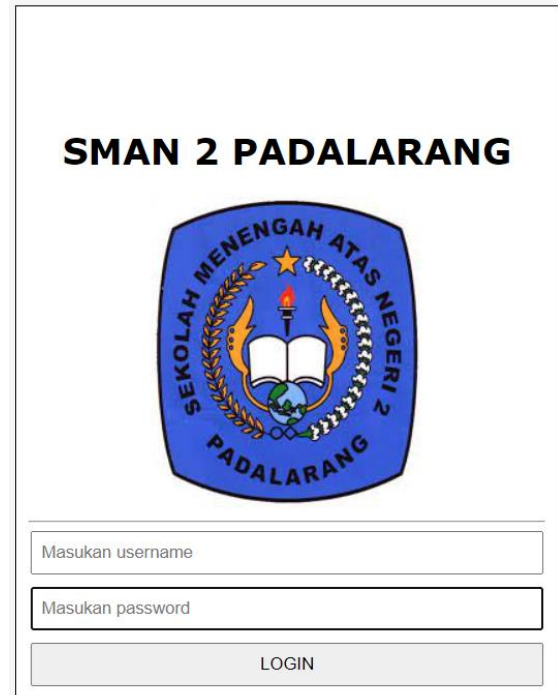 SMAN 2 PADALARANG
SEKOLAH MENENGAH ATAS NEGERI 2
PADALARANG
Masukan username
Masukan password
LOGIN